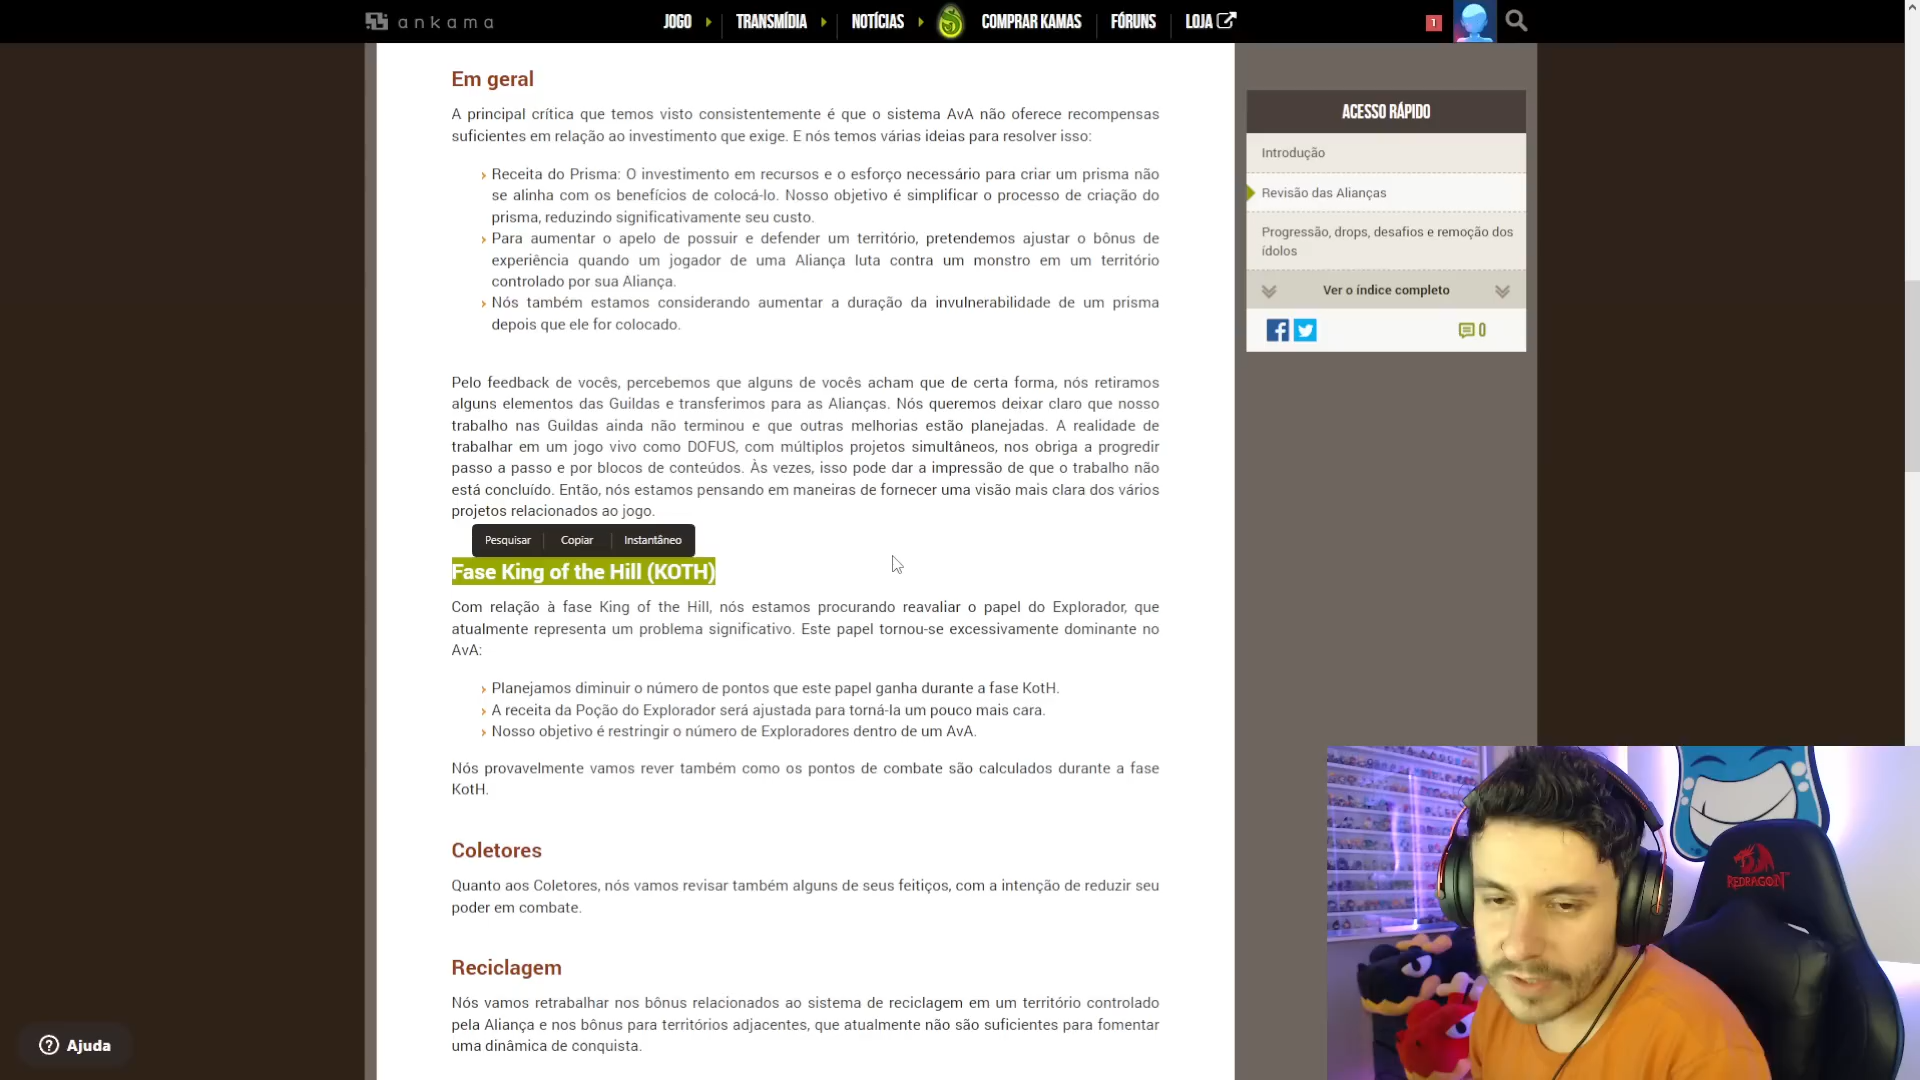 ankama
JOGO
TRANSMÍDIA
NOTÍCIAS
COMPRAR KAMAS
FÓRUNS
LOJA
1
Em geral
A principal crítica que temos visto consistentemente é que o sistema AvA não oferece recompensas
suficientes em relação ao investimento que exige. E nós temos várias ideias para resolver isso:
Receita do Prisma: O investimento em recursos e o esforço necessário para criar um prisma não
se alinha com os benefícios de colocá-lo. Nosso objetivo é simplificar o processo de criação do
prisma, reduzindo significativamente seu custo.
Para aumentar o apelo de possuir e defender um território, pretendemos ajustar o bônus de
experiência quando um jogador de uma Aliança luta contra um monstro em um território
controlado por sua Aliança.
Nós também estamos considerando aumentar a duração da invulnerabilidade de um prisma
depois que ele for colocado.
Pelo feedback de vocês, percebemos que alguns de vocês acham que de certa forma, nós retiramos
alguns elementos das Guildas e transferimos para as Alianças. Nós queremos deixar claro que nosso
trabalho nas Guildas ainda não terminou e que outras melhorias estão planejadas. A realidade de
trabalhar em um jogo vivo como DOFUS, com múltiplos projetos simultâneos, nos obriga a progredir
passo a passo e por blocos de conteúdos. Às vezes, isso pode dar a impressão de que o trabalho não
está concluído. Então, nós estamos pensando em maneiras de fornecer uma visão mais clara dos vários
projetos relacionados ao jogo.
Pesquisar
Copiar
Instantâneo
Fase King of the Hill (KOTH)
Com relação à fase King of the Hill, nós estamos procurando reavaliar o papel do Explorador, que
atualmente representa um problema significativo. Este papel tornou-se excessivamente dominante no
AvA:
Planejamos diminuir o número de pontos que este papel ganha durante a fase KotH.
A receita da Poção do Explorador será ajustada para torná-la um pouco mais cara.
Nosso objetivo é restringir o número de Exploradores dentro de um AvA.
Nós provavelmente vamos rever também como os pontos de combate são calculados durante a fase
KotH.
Coletores
Quanto aos Coletores, nós vamos revisar também alguns de seus feitiços, com a intenção de reduzir seu
poder em combate.
Reciclagem
Nós vamos retrabalhar nos bônus relacionados ao sistema de reciclagem em um território controlado
pela Aliança e nos bônus para territórios adjacentes, que atualmente não são suficientes para fomentar
uma dinâmica de conquista.
ACESSO RÁPIDO
Introdução
Revisão das Alianças
Progressão, drops, desafios e remoção dos
ídolos
Ver o índice completo
0
REDRAGON
Ajuda